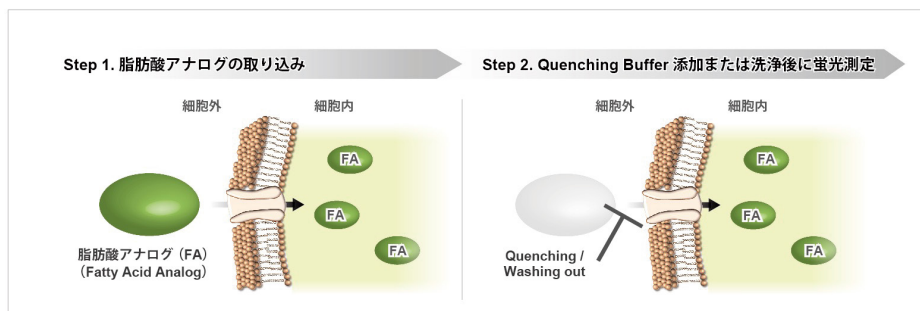 Step 1. 脂肪酸アナログの取り込み
細胞外
細胞内
FA
FA
FA
脂肪酸アナログ (FA)
(Fatty Acid Analog)
Step 2. Quenching Buffer 添加または洗浄後に蛍光測定
細胞外
細胞内
FA
FA
FA
Quenching /
Washing out